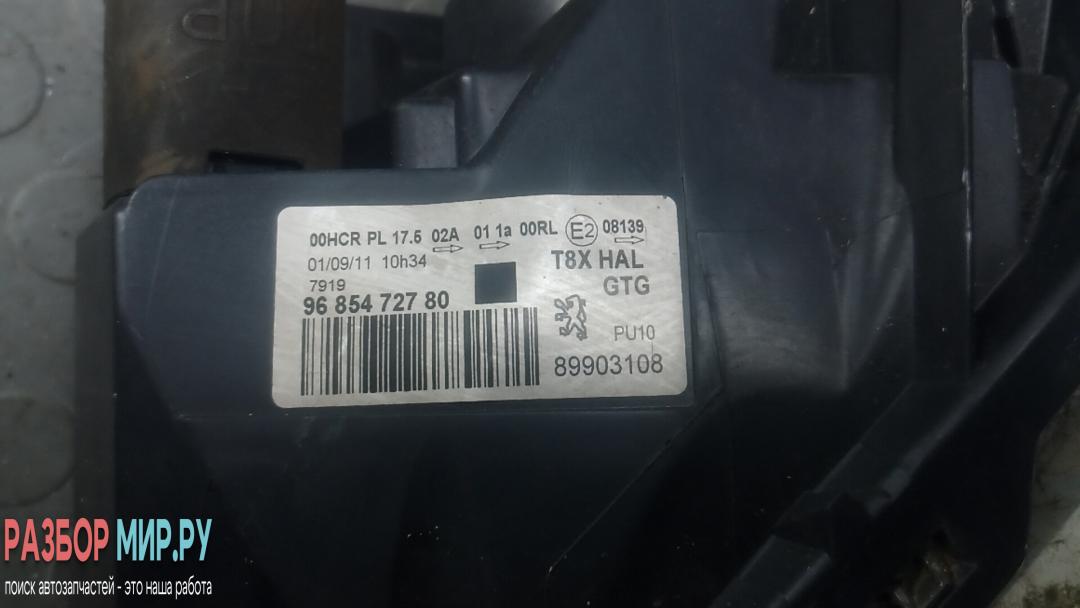 00HCR PL 17.5 02A 01 1a 00RL E2 08139
01/09/11 10h34
T8X HAL
7919
GTG
96 854 727 80
PU10
89903108
РАЗБОР МИР.РУ
поиск автозапчастей - это наша работа